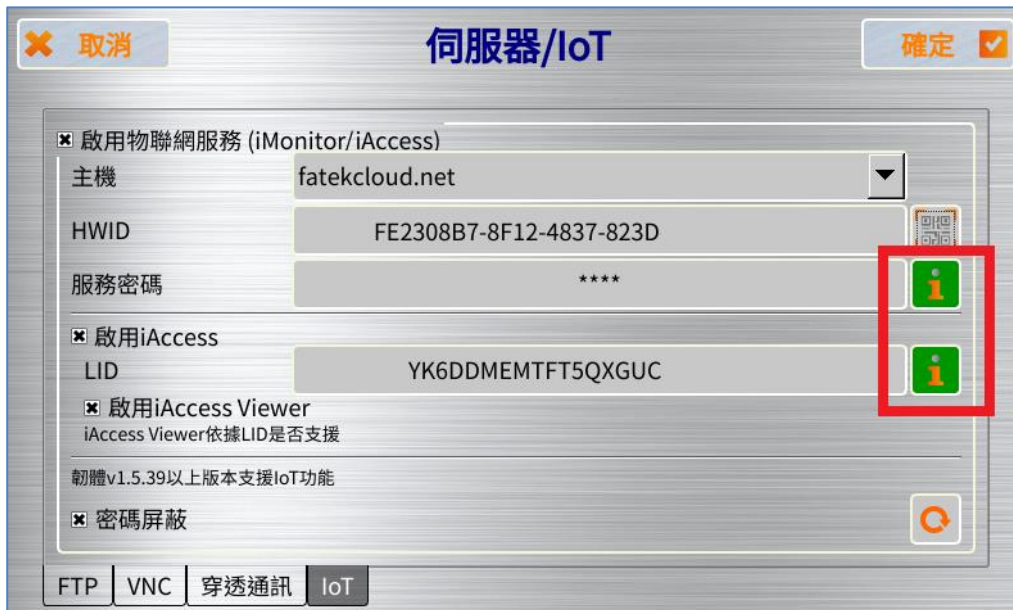 取消
伺服器/IoT
確定
啟用物聯網服務 (iMonitor/iAccess)
主機
fatekcloud.net
HWID
FE2308B7-8F12-4837-823D
服務密碼
****
啟用iAccess
LID
YK6DDMEMTFT5QXGUC
啟用iAccess Viewer
iAccess Viewer依據LID是否支援
韌體v1.5.39以上版本支援IoT功能
密碼屏蔽
FTP VNC 穿透通訊 IoT